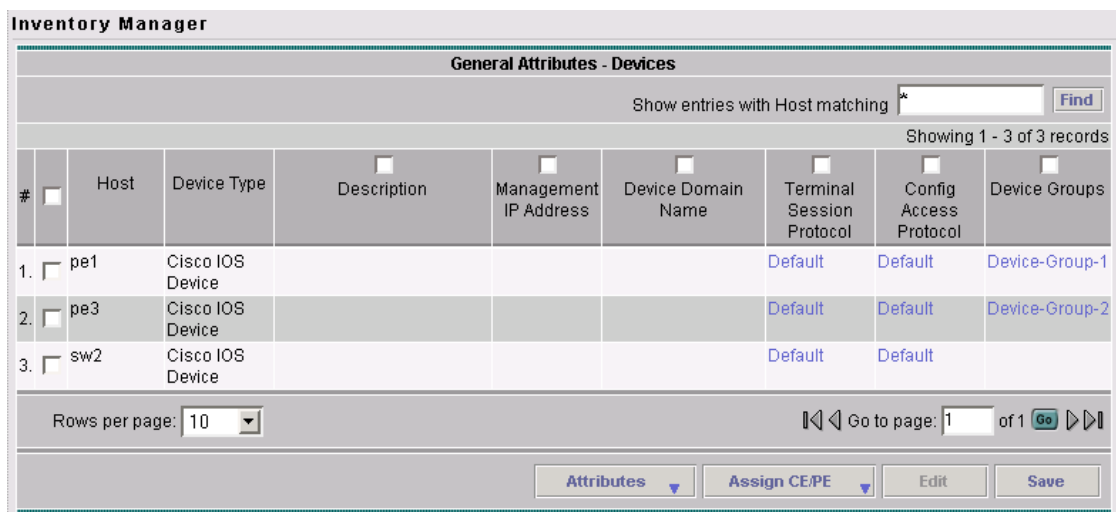 Inventory Manager
General Attributes - Devices
Show entries with Host matching * Find
Showing 1 - 3 of 3 records
# Host Device Type Description Management IP Address Device Domain Name Terminal Session Protocol Config Access Protocol Device Groups
1. pe1 Cisco IOS Device Default Default Device-Group-1
2. pe3 Cisco IOS Device Default Default Device-Group-2
3. sw2 Cisco IOS Device Default Default
Rows per page: 10 Go to page: 1 of 1 Go
Attributes Assign CE/PE Edit Save